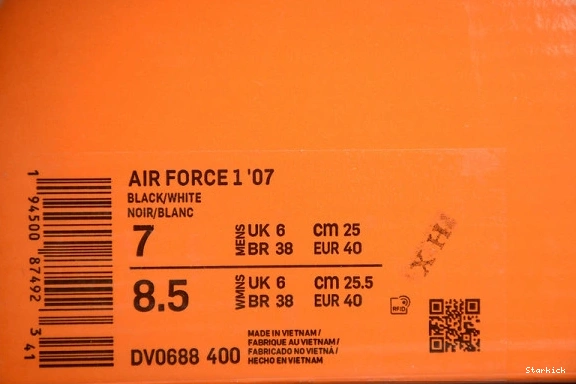 AIR FORCE 1 '07
BLACK/WHITE
NOIR/BLANC
7 MENS UK 6 cm 25
BR 38 EUR 40
8.5 WMNS UK 6 cm 25.5
BR 38 EUR 40
RFID
DV0688 400
MADE IN VIETNAM /
FABRIQUE AU VIETNAM /
FABRICADO NO VIETNÃ /
HECHO EN VIETNAM
1 94500 87492 3 41
XH
Starkick